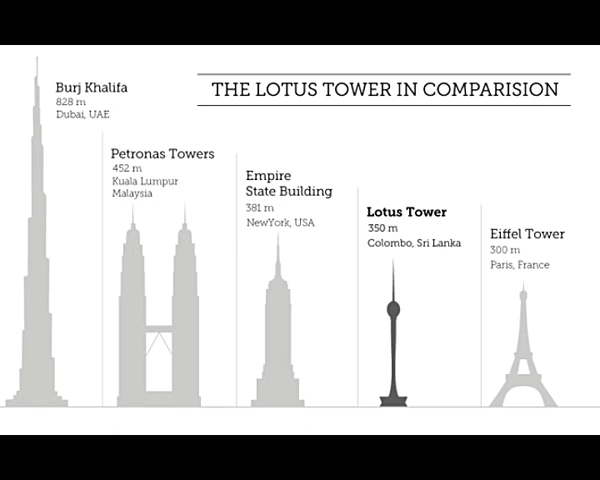 THE LOTUS TOWER IN COMPARISION
Burj Khalifa
828 m
Dubai, UAE
Petronas Towers
452 m
Kuala Lumpur
Malaysia
Empire
State Building
381 m
NewYork, USA
Lotus Tower
350 m
Colombo, Sri Lanka
Eiffel Tower
300 m
Paris, France